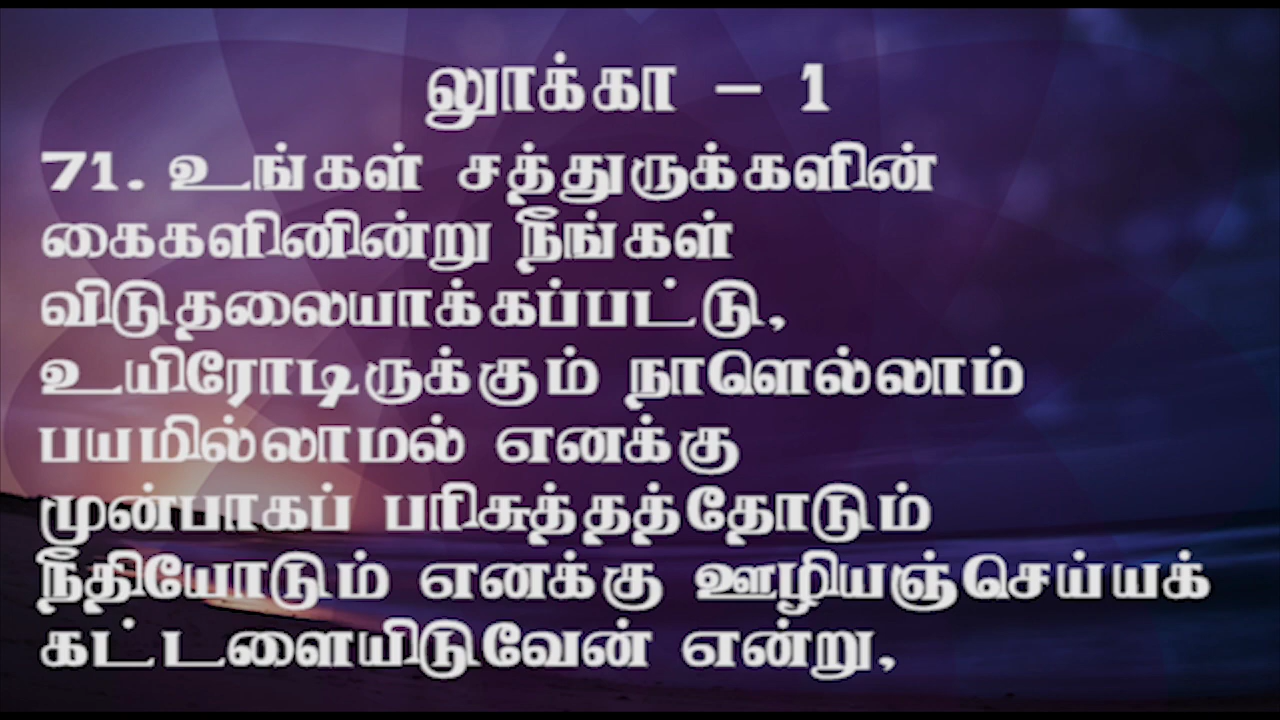 லூக்கா – 1
71. உங்கள் சத்துருக்களின்
கைகளினின்று நீங்கள்
விடுதலையாக்கப்பட்டு,
உயிரோடிருக்கும் நாளெல்லாம்
பயமில்லாமல் எனக்கு
முன்பாகப் பரிசுத்தத்தோடும்
நீதியோடும் எனக்கு ஊழியஞ்செய்யக்
கட்டளையிடுவேன் என்று,